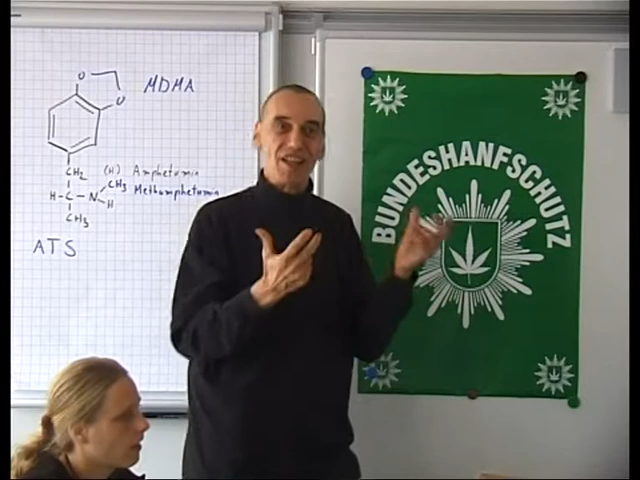 O
O
MDMA
CH₂
(H) Amphetamin
H-C-N
CH₃
Methamphetamin
H
CH₃
ATS
BUNDESHANFSCHUTZ